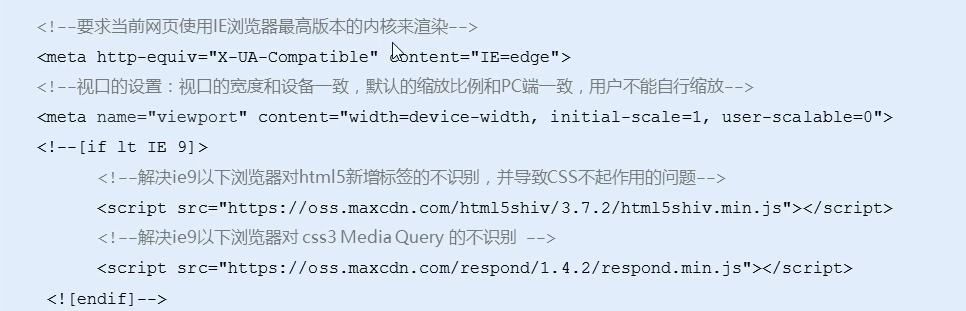 <!--要求当前网页使用IE浏览器最高版本的内核来渲染-->
<meta http-equiv="X-UA-Compatible" content="IE=edge">
<!--视口的设置：视口的宽度和设备一致，默认的缩放比例和PC端一致，用户不能自行缩放-->
<meta name="viewport" content="width=device-width, initial-scale=1, user-scalable=0">
<!--[if lt IE 9]>
<!--解决ie9以下浏览器对html5新增标签的不识别，并导致CSS不起作用的问题-->
<script src="https://oss.maxcdn.com/html5shiv/3.7.2/html5shiv.min.js"></script>
<!--解决ie9以下浏览器对 css3 Media Query 的不识别 -->
<script src="https://oss.maxcdn.com/respond/1.4.2/respond.min.js"></script>
<![endif]-->